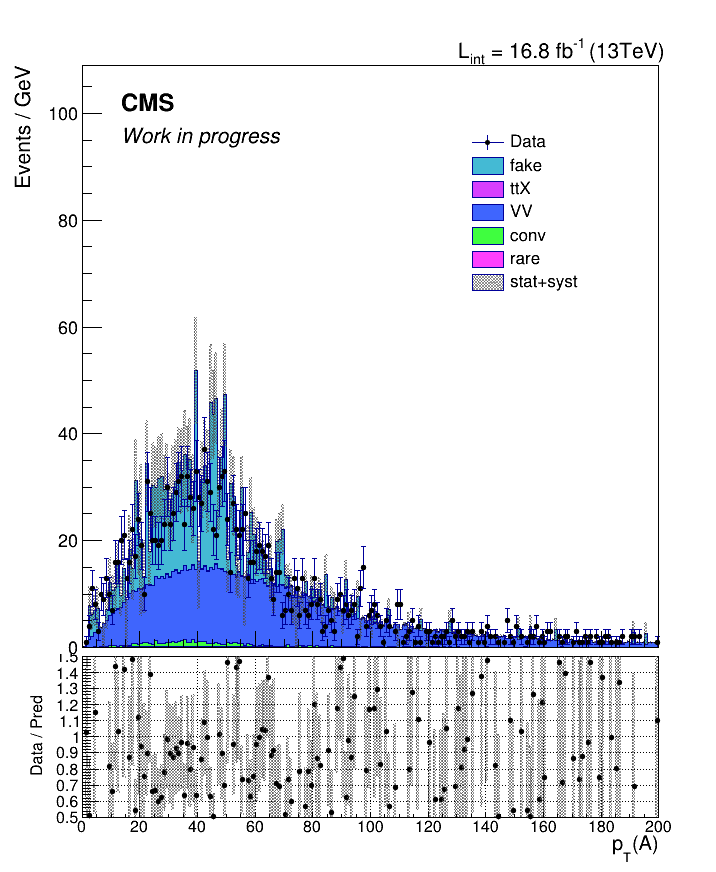 L_int = 16.8 fb^-1 (13TeV)
Events / GeV
CMS
Work in progress
100
80
60
40
20
0
Data
fake
ttX
VV
conv
rare
stat+syst
Data / Pred
1.5
1.4
1.3
1.2
1.1
1
0.9
0.8
0.7
0.6
0.5
0 20 40 60 80 100 120 140 160 180 200
p_T(A)